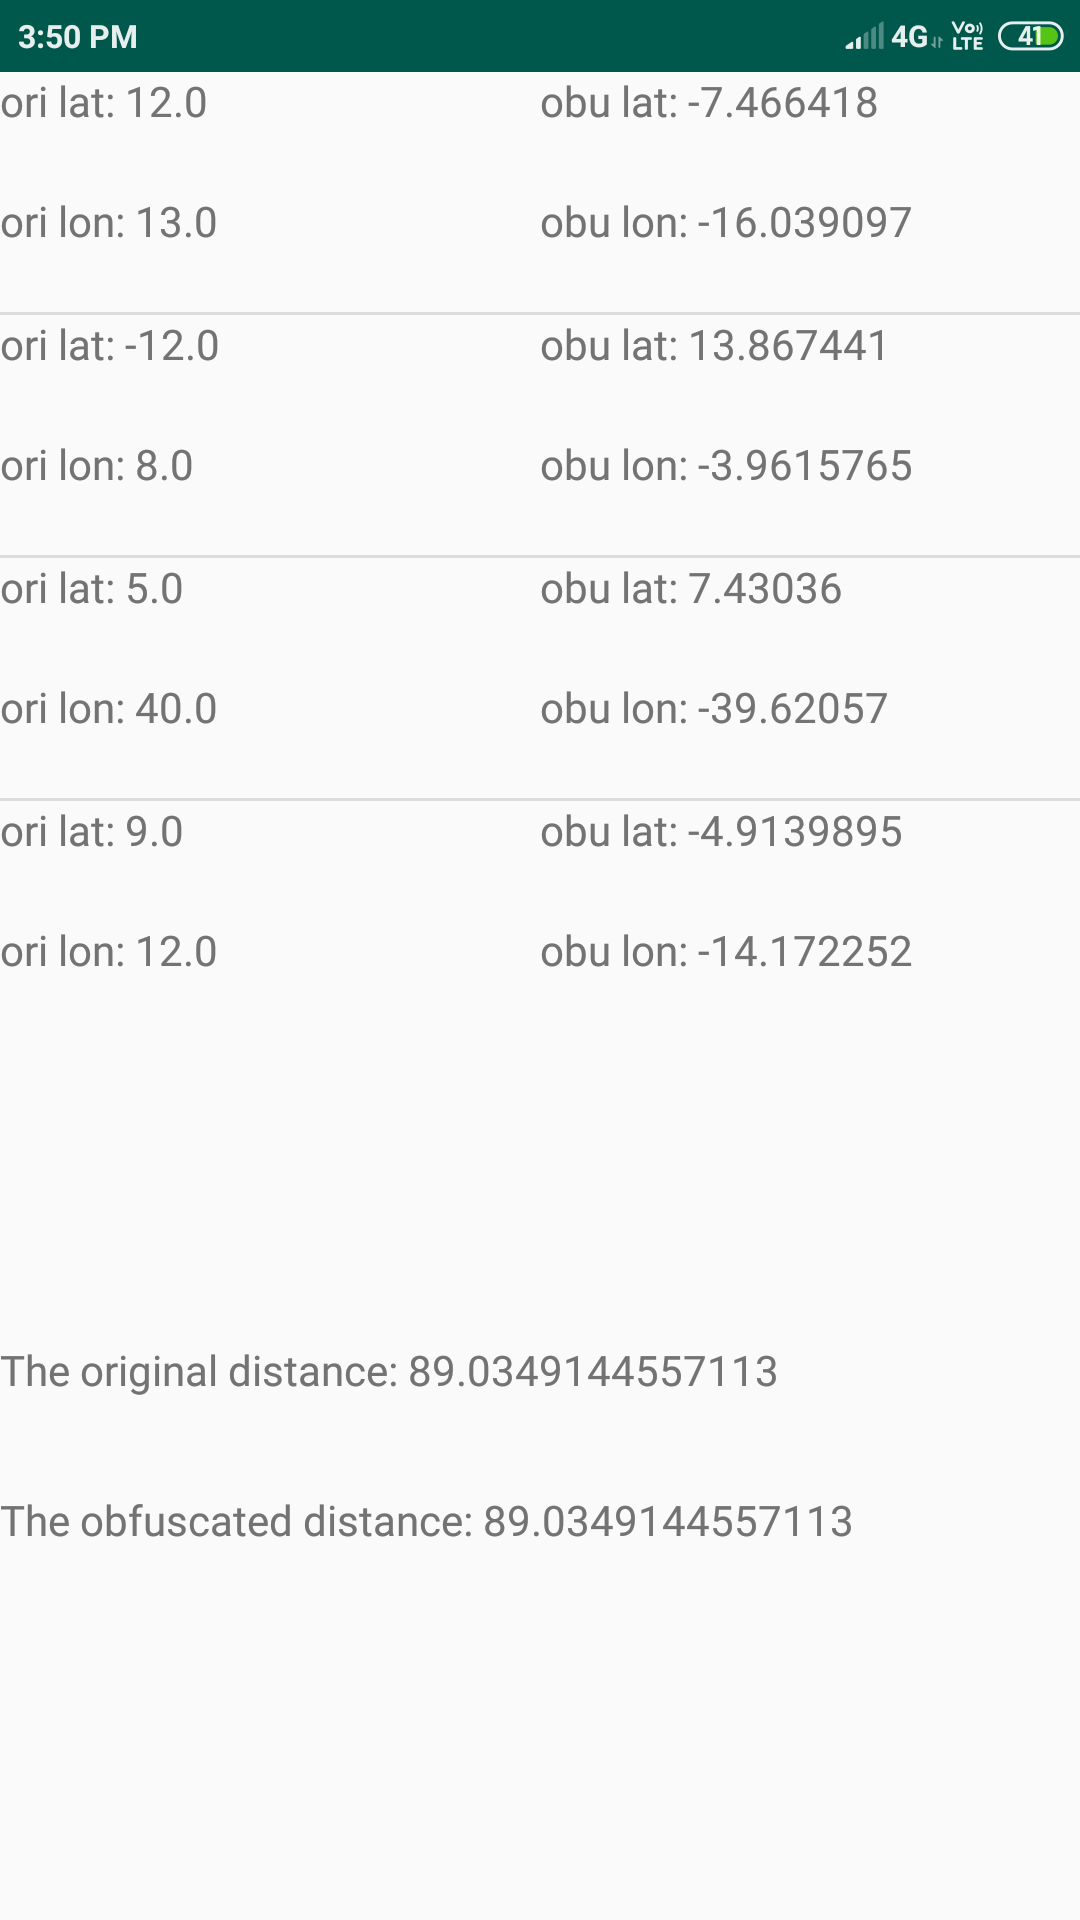 3:50 PM 4G Vo) LTE 41
ori lat: 12.0 obu lat: -7.466418
ori lon: 13.0 obu lon: -16.039097
ori lat: -12.0 obu lat: 13.867441
ori lon: 8.0 obu lon: -3.9615765
ori lat: 5.0 obu lat: 7.43036
ori lon: 40.0 obu lon: -39.62057
ori lat: 9.0 obu lat: -4.9139895
ori lon: 12.0 obu lon: -14.172252
The original distance: 89.0349144557113
The obfuscated distance: 89.0349144557113